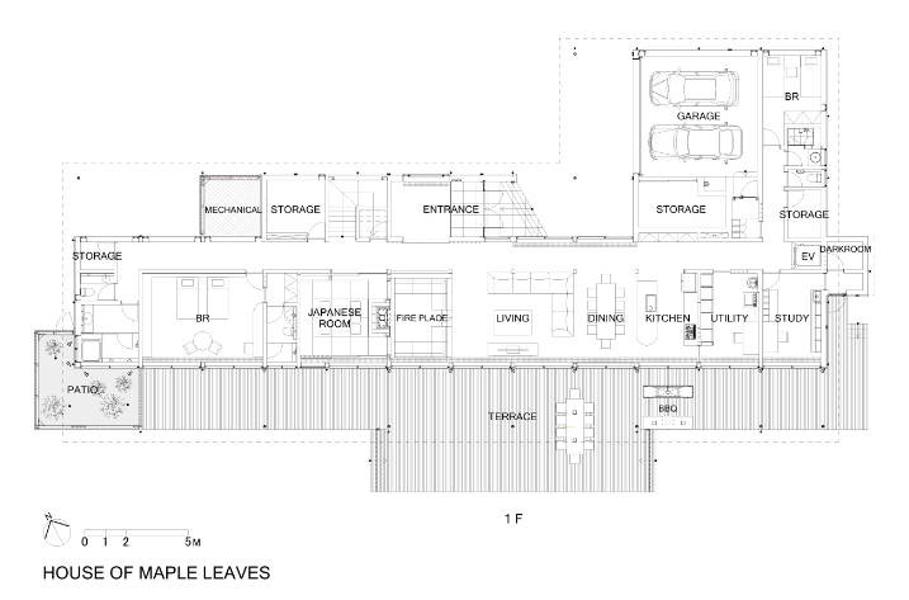 BR
GARAGE
MECHANICAL
STORAGE
ENTRANCE
STORAGE
STORAGE
STORAGE
DARKROOM
EV
BR
JAPANESE
ROOM
FIRE PLADE
LIVING
DINING
KITCHEN
UTILITY
STUDY
PATIO
TERRACE
BBQ
N
0 1 2 5M
1 F
HOUSE OF MAPLE LEAVES